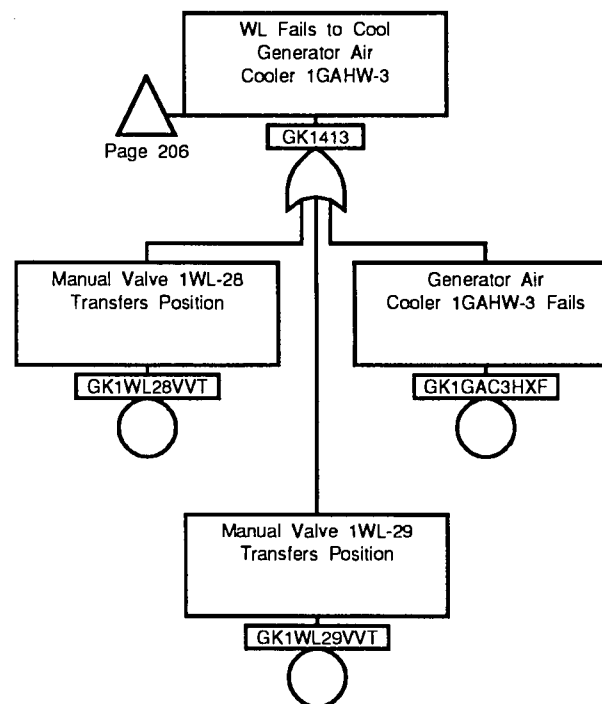 WL Fails to Cool
Generator Air
Cooler 1GAHW-3
Page 206
GK1413
Manual Valve 1WL-28
Transfers Position
GK1WL28VVT
Generator Air
Cooler 1GAHW-3 Fails
GK1GAC3HXF
Manual Valve 1WL-29
Transfers Position
GK1WL29VVT